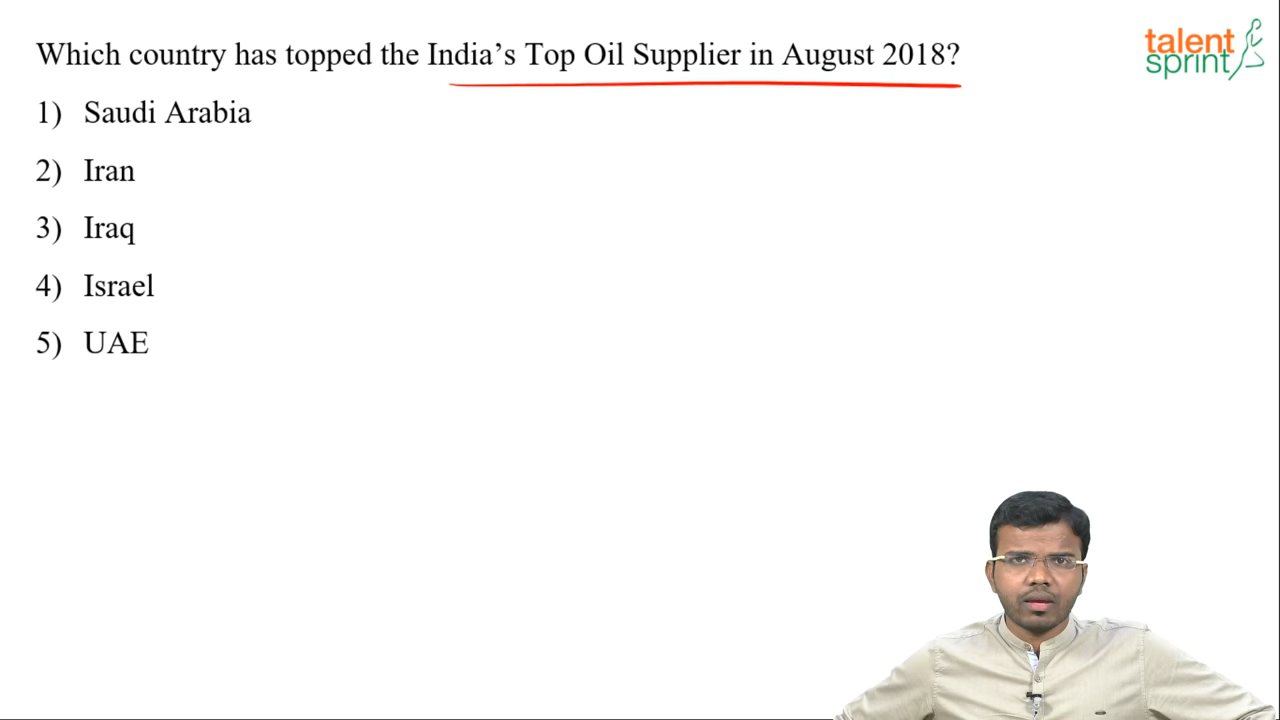 Which country has topped the India’s Top Oil Supplier in August 2018?
talent
sprint
1) Saudi Arabia
2) Iran
3) Iraq
4) Israel
5) UAE